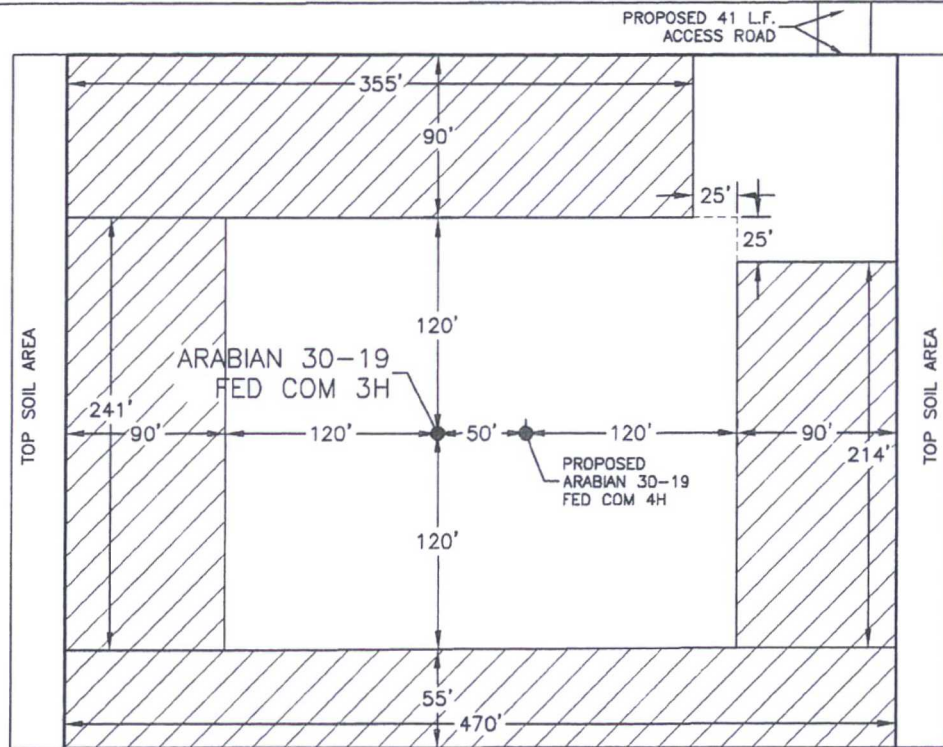 PROPOSED 41 L.F.
ACCESS ROAD
355'
90'
25'
25'
TOP SOIL AREA
120'
ARABIAN 30-19
FED COM 3H
241'
90'
120'
50'
120'
90'
214'
PROPOSED
ARABIAN 30-19
FED COM 4H
TOP SOIL AREA
120'
55'
470'